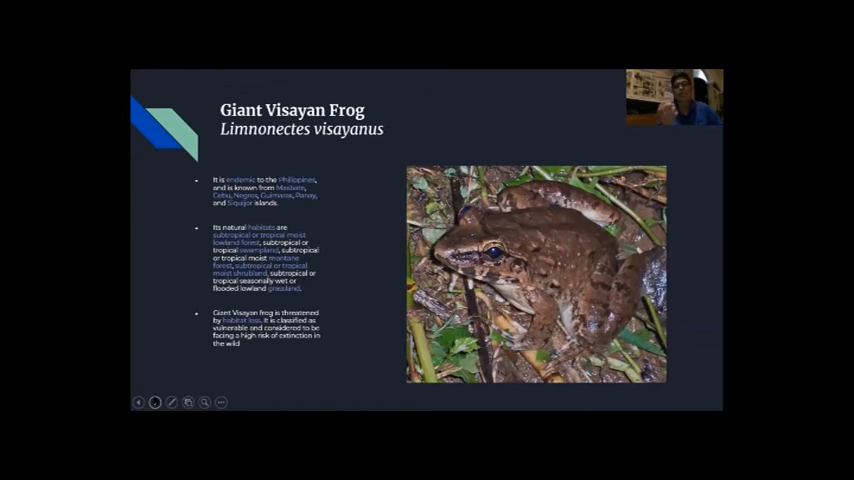 Giant Visayan Frog
Limnonectes visayanus
It is endemic to the Philippines,
and is known from Masbate,
Cebu, Negros, Guimaras, Panay,
and Siquijor islands.
Its natural habitats are
subtropical or tropical moist
lowland forest, subtropical or
tropical swampland, subtropical
or tropical moist montane
forest, subtropical or tropical
moist shrubland, subtropical or
tropical seasonally wet or
flooded lowland grassland.
Giant Visayan frog is threatened
by habitat loss. It is classified as
vulnerable and considered to be
facing a high risk of extinction in
the wild